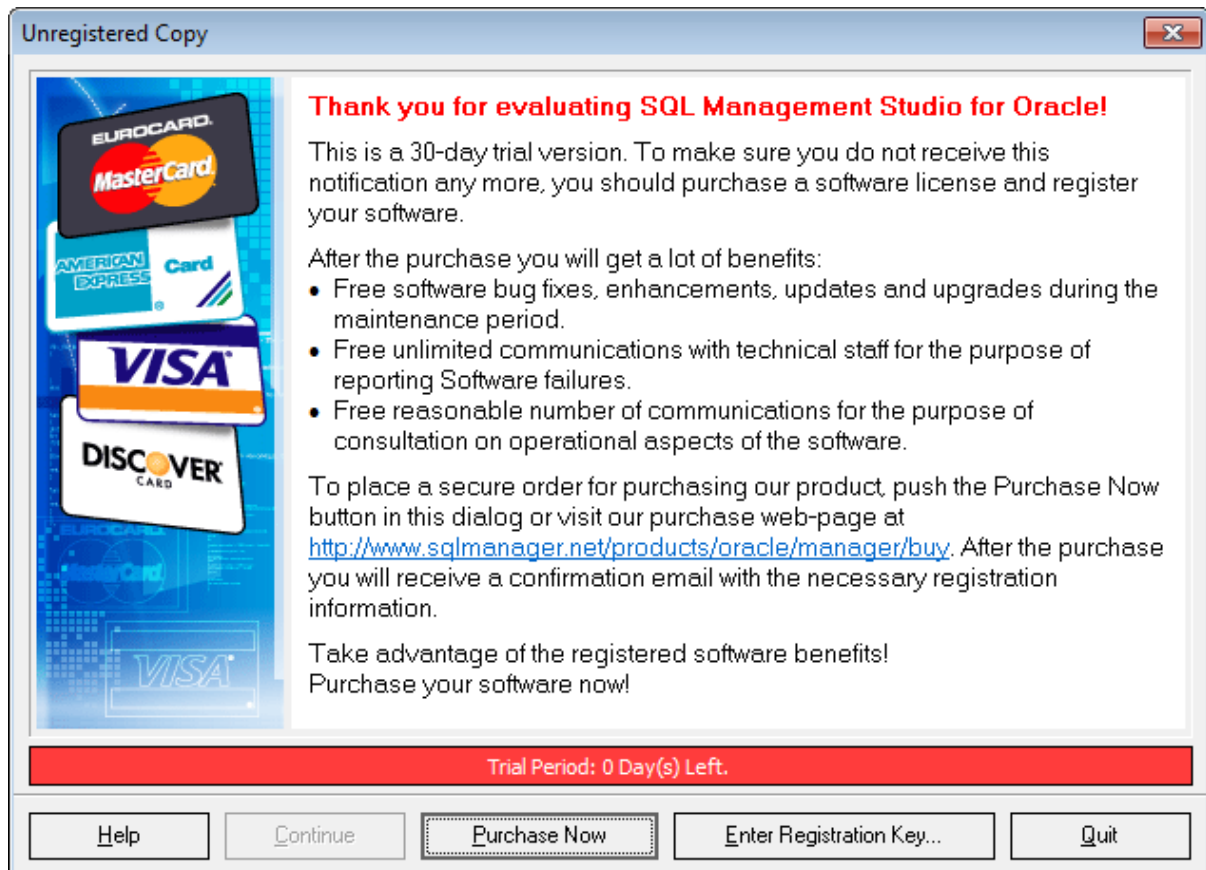 Unregistered Copy
EUROCARD.
MasterCard
AMERICAN
EXPRESS
Card
VISA
DISCOVER
CARD
EUROCARD.
MasterCard
VISA
Thank you for evaluating SQL Management Studio for Oracle!
This is a 30-day trial version. To make sure you do not receive this
notification any more, you should purchase a software license and register
your software.
After the purchase you will get a lot of benefits:
• Free software bug fixes, enhancements, updates and upgrades during the
maintenance period.
• Free unlimited communications with technical staff for the purpose of
reporting Software failures.
• Free reasonable number of communications for the purpose of
consultation on operational aspects of the software.
To place a secure order for purchasing our product, push the Purchase Now
button in this dialog or visit our purchase web-page at
http://www.sqlmanager.net/products/oracle/manager/buy. After the purchase
you will receive a confirmation email with the necessary registration
information.
Take advantage of the registered software benefits!
Purchase your software now!
Trial Period: 0 Day(s) Left.
Help
Continue
Purchase Now
Enter Registration Key...
Quit